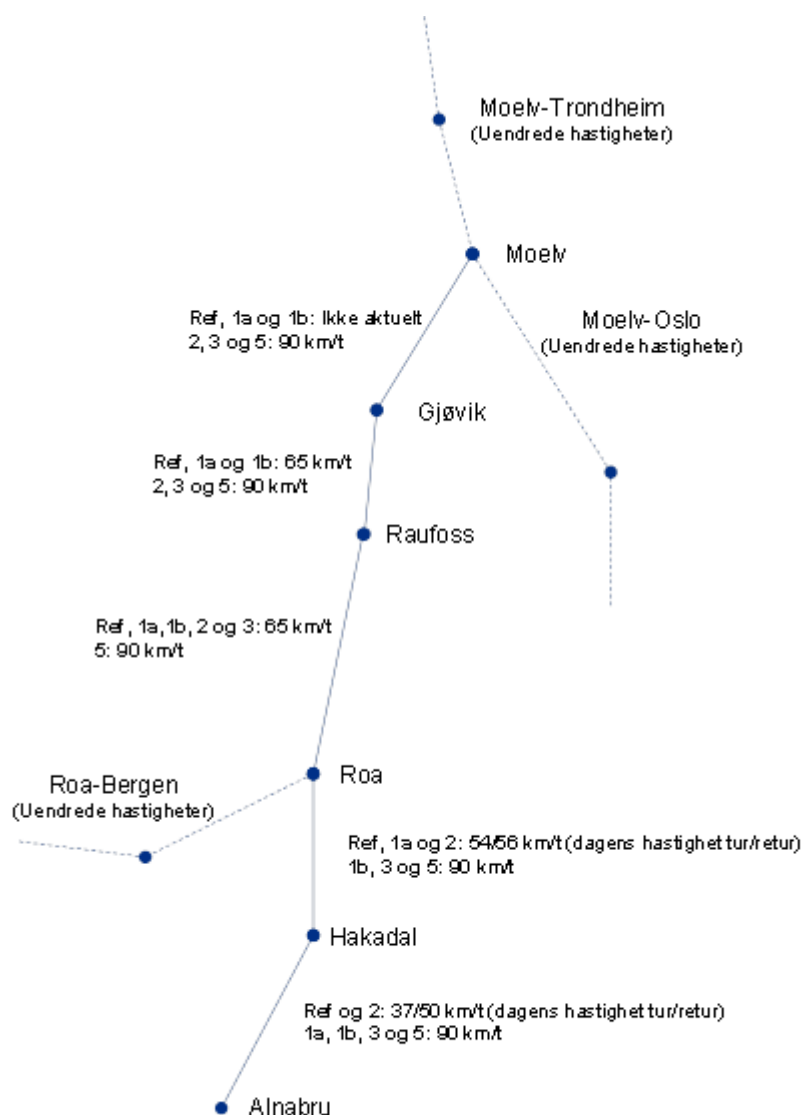 Moelv-Trondheim
(Uendrede hastigheter)
Moelv
Ref, 1a og 1b: Ikke aktuelt
2, 3 og 5: 90 km/t
Moelv-Oslo
(Uendrede hastigheter)
Gjøvik
Ref, 1a og 1b: 65 km/t
2, 3 og 5: 90 km/t
Raufoss
Ref, 1a,1b, 2 og 3: 65 km/t
5: 90 km/t
Roa
Roa-Bergen
(Uendrede hastigheter)
Ref, 1a og 2: 54/56 km/t (dagens hastighet tur/retur)
1b, 3 og 5: 90 km/t
Hakadal
Ref og 2: 37/50 km/t (dagens hastighet tur/retur)
1a, 1b, 3 og 5: 90 km/t
Alnabru